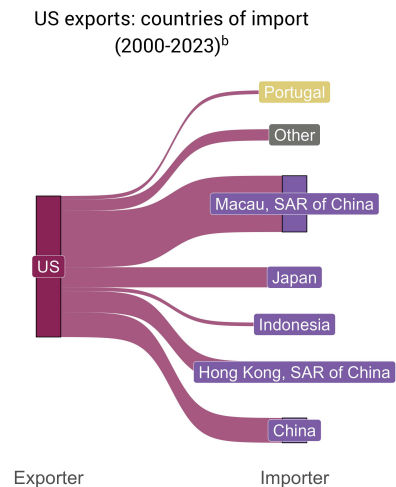 US exports: countries of import
(2000-2023)ᵇ
Portugal
Other
Macau, SAR of China
US
Japan
Indonesia
Hong Kong, SAR of China
China
Exporter
Importer